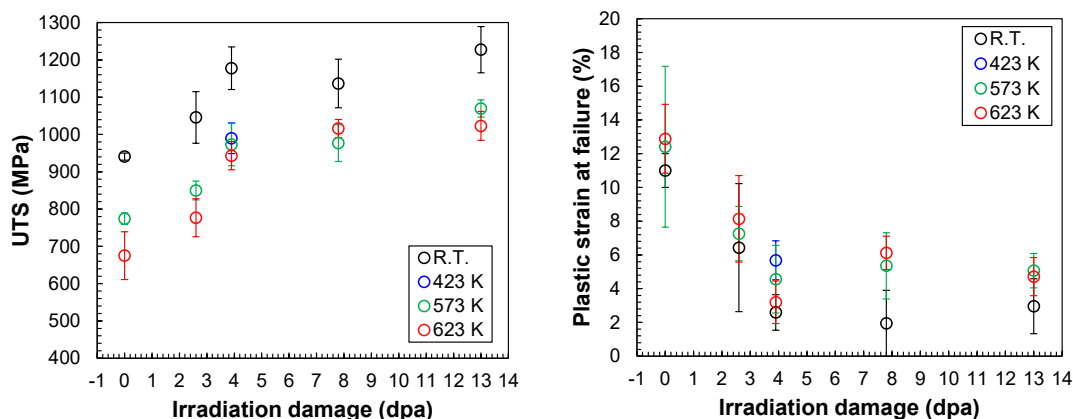 1300
1200
1100
1000
900
800
700
600
500
400
UTS (MPa)
R.T.
423 K
573 K
623 K
-1 0 1 2 3 4 5 6 7 8 9 10 11 12 13 14
Irradiation damage (dpa)
20
18
16
14
12
10
8
6
4
2
0
Plastic strain at failure (%)
R.T.
423 K
573 K
623 K
-1 0 1 2 3 4 5 6 7 8 9 10 11 12 13 14
Irradiation damage (dpa)